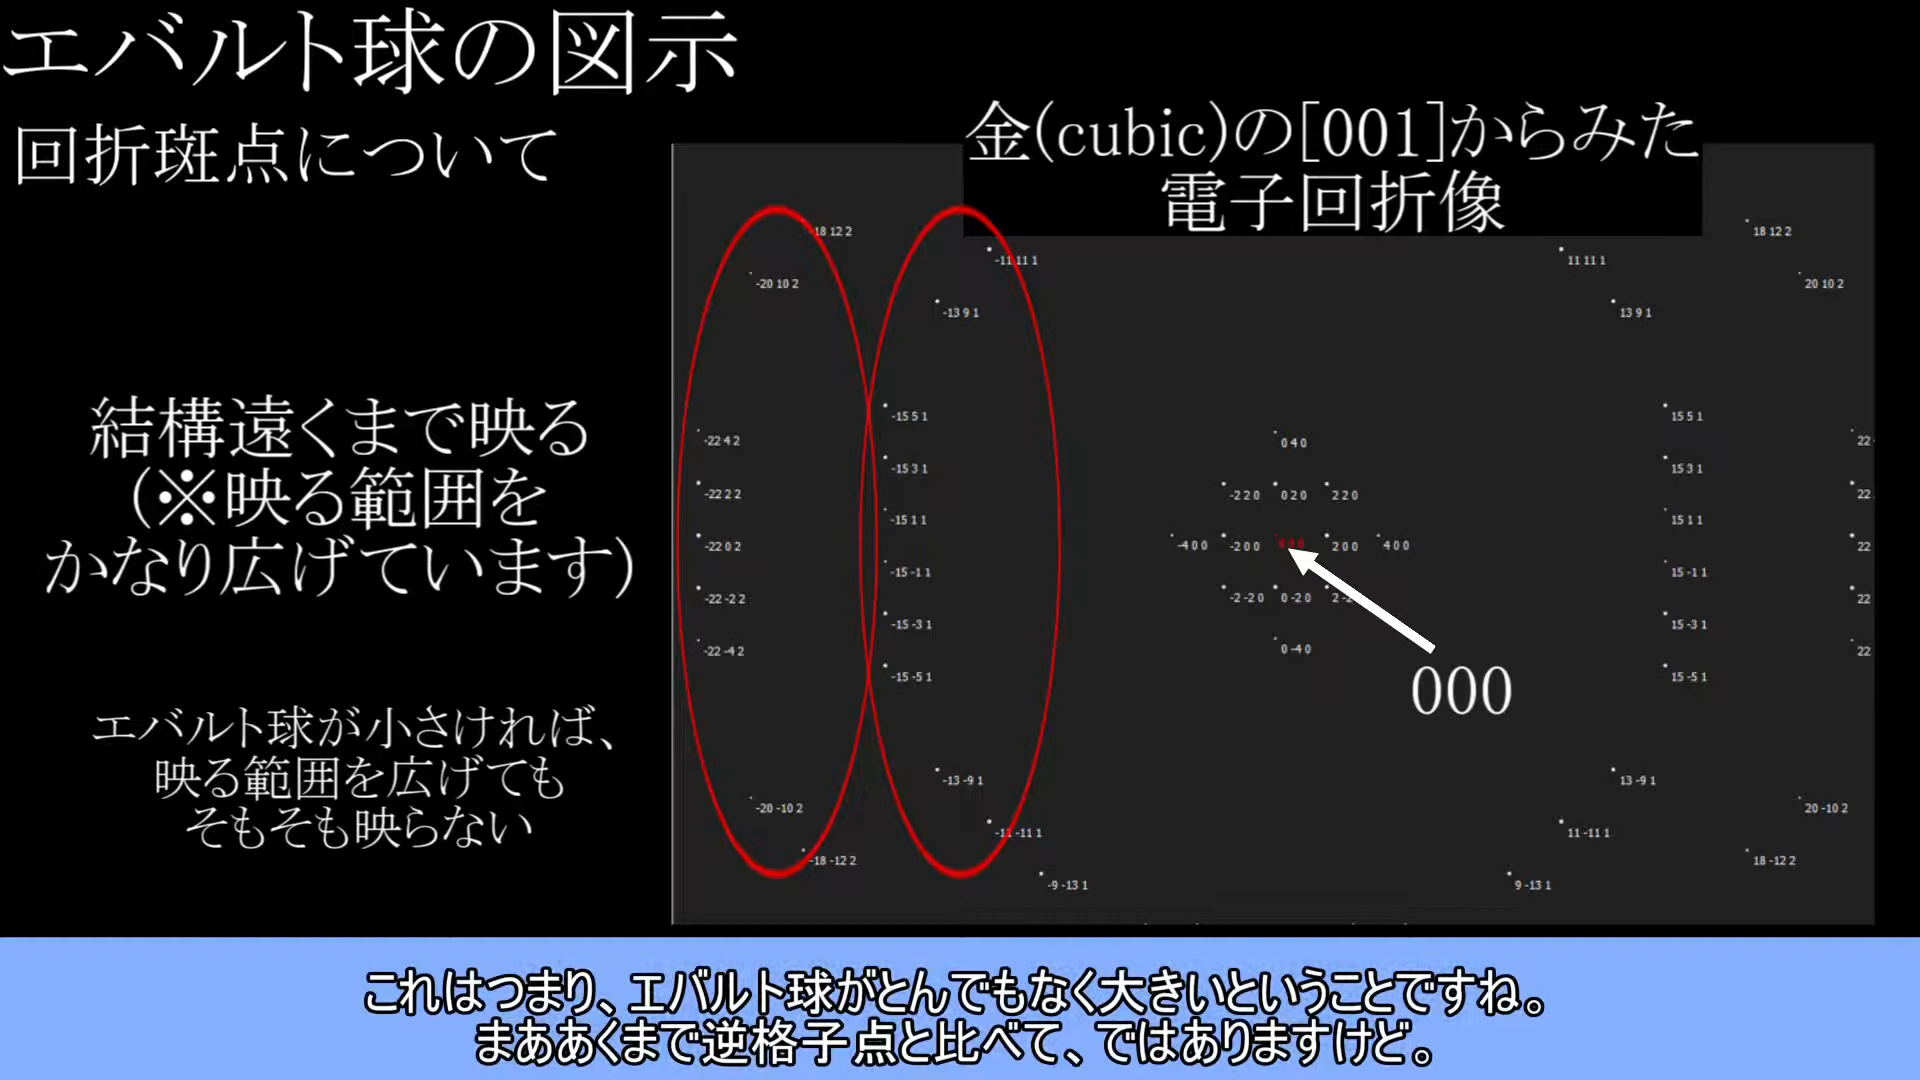 エバルト球の図示
回折斑点について
金(cubic)の[001]からみた
電子回折像
結構遠くまで映る
(※映る範囲を
かなり広げています)
エバルト球が小さければ、
映る範囲を広げても
そもそも映らない
-18 12 2
-11 11 1
11 11 1
18 12 2
-20 10 2
20 10 2
-13 9 1
13 9 1
-15 5 1
15 5 1
-22 4 2
0 4 0
22
-15 3 1
15 3 1
-22 2 2
-2 2 0
0 2 0
2 2 0
22
-15 1 1
15 1 1
-22 0 2
-4 0 0
-2 0 0
0 0 0
2 0 0
4 0 0
22
-15 -1 1
15 -1 1
-22 -2 2
-2 -2 0
0 -2 0
22
-15 -3 1
15 -3 1
-22 -4 2
0 -4 0
22
-15 -5 1
15 -5 1
000
-13 -9 1
13 -9 1
-20 -10 2
20 -10 2
-11 -11 1
11 -11 1
-18 -12 2
18 -12 2
-9 -13 1
9 -13 1
これはつまり、エバルト球がとんでもなく大きいということですね。
まああくまで逆格子点と比べて、ではありますけど。